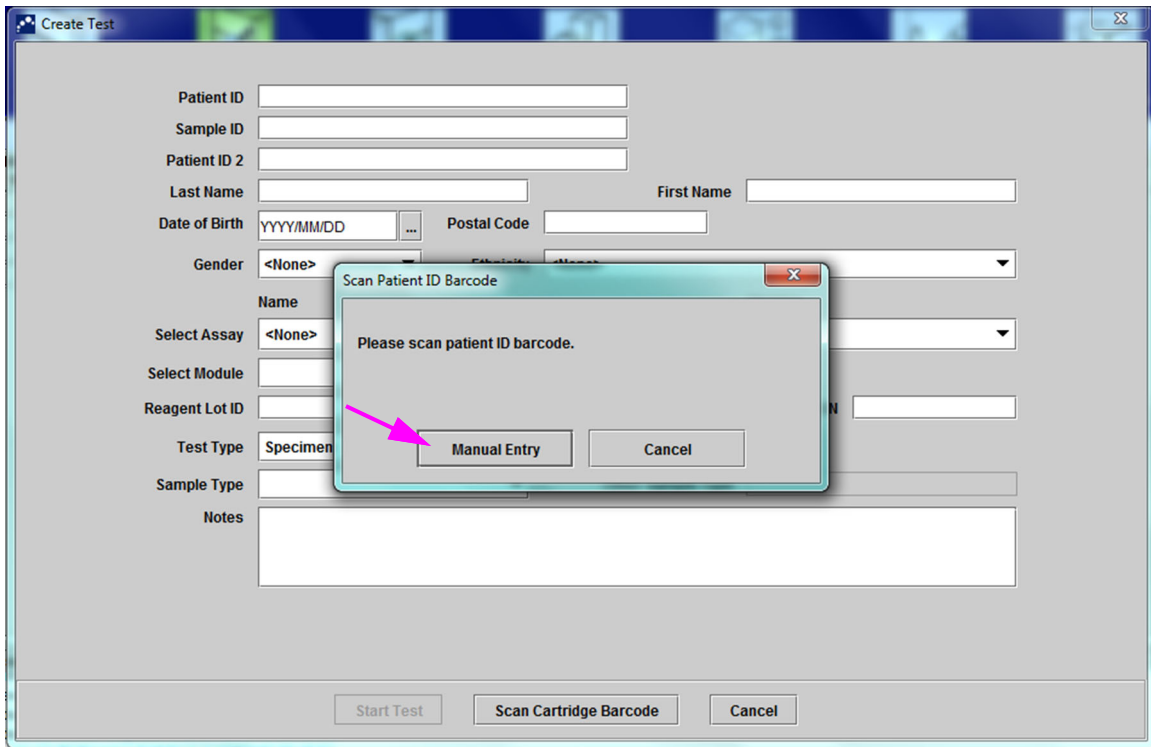 Create Test
Patient ID
Sample ID
Patient ID 2
Last Name First Name
Date of Birth YYYY/MM/DD ... Postal Code
Gender <None>
Scan Patient ID Barcode
Name
Select Assay <None>
Please scan patient ID barcode.
Select Module
Reagent Lot ID
Test Type Specimen
Manual Entry Cancel
Sample Type
Notes
Start Test Scan Cartridge Barcode Cancel